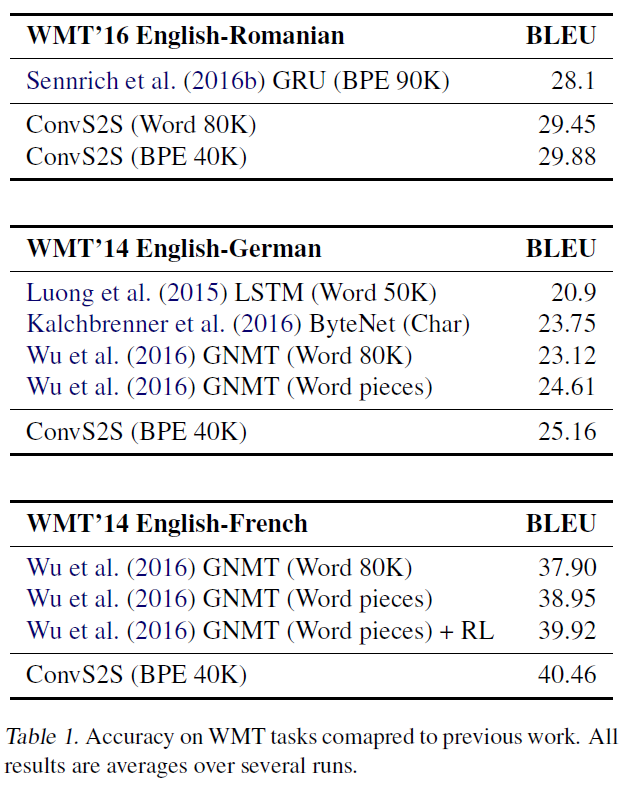 WMT’16 English-Romanian BLEU
Sennrich et al. (2016b) GRU (BPE 90K) 28.1
ConvS2S (Word 80K) 29.45
ConvS2S (BPE 40K) 29.88
WMT’14 English-German BLEU
Luong et al. (2015) LSTM (Word 50K) 20.9
Kalchbrenner et al. (2016) ByteNet (Char) 23.75
Wu et al. (2016) GNMT (Word 80K) 23.12
Wu et al. (2016) GNMT (Word pieces) 24.61
ConvS2S (BPE 40K) 25.16
WMT’14 English-French BLEU
Wu et al. (2016) GNMT (Word 80K) 37.90
Wu et al. (2016) GNMT (Word pieces) 38.95
Wu et al. (2016) GNMT (Word pieces) + RL 39.92
ConvS2S (BPE 40K) 40.46
Table 1. Accuracy on WMT tasks comapred to previous work. All
results are averages over several runs.